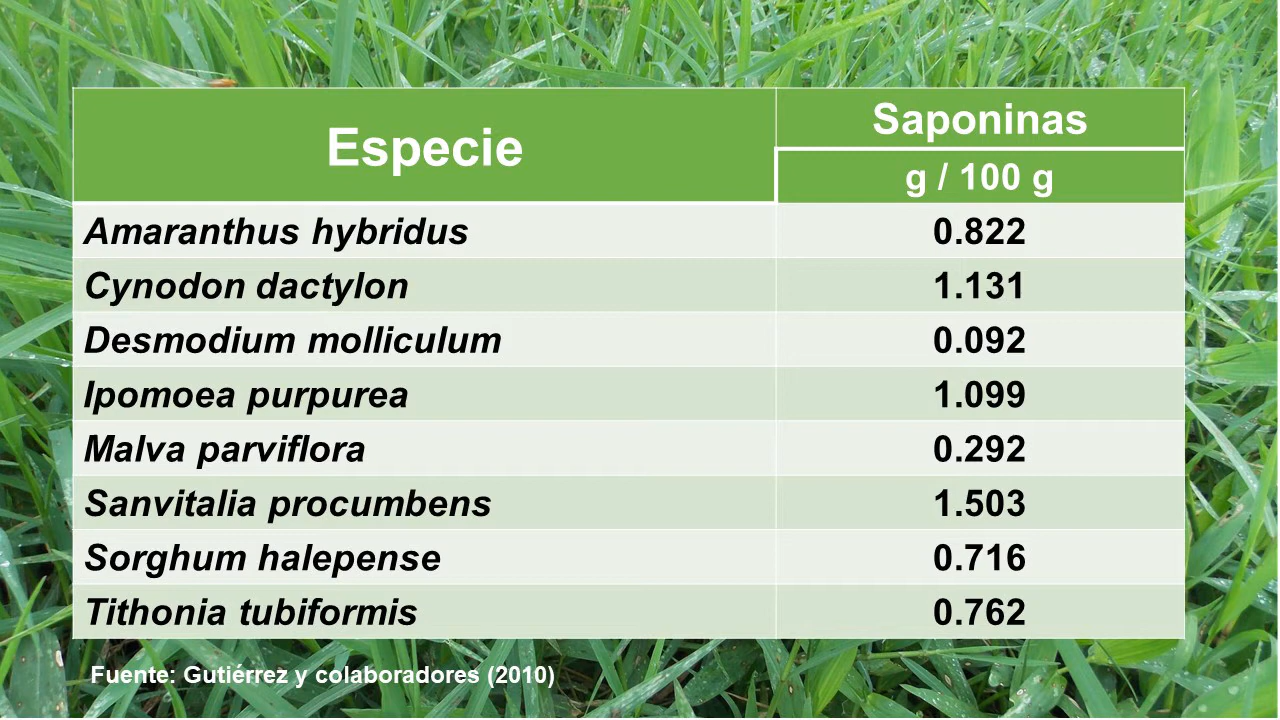 Especie
Saponinas
g / 100 g
Amaranthus hybridus 0.822
Cynodon dactylon 1.131
Desmodium molliculum 0.092
Ipomoea purpurea 1.099
Malva parviflora 0.292
Sanvitalia procumbens 1.503
Sorghum halepense 0.716
Tithonia tubiformis 0.762
Fuente: Gutiérrez y colaboradores (2010)